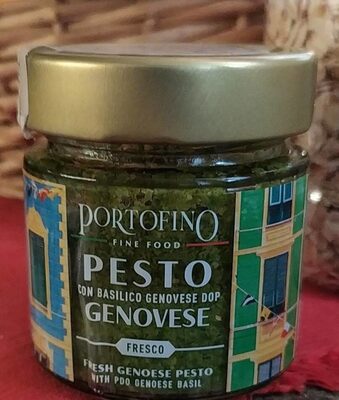 PORTOFINO
FINE FOOD
PESTO
CON BASILICO GENOVESE DOP
GENOVESE
FRESCO
FRESH GENOESE PESTO
WITH PDO GENOESE BASIL